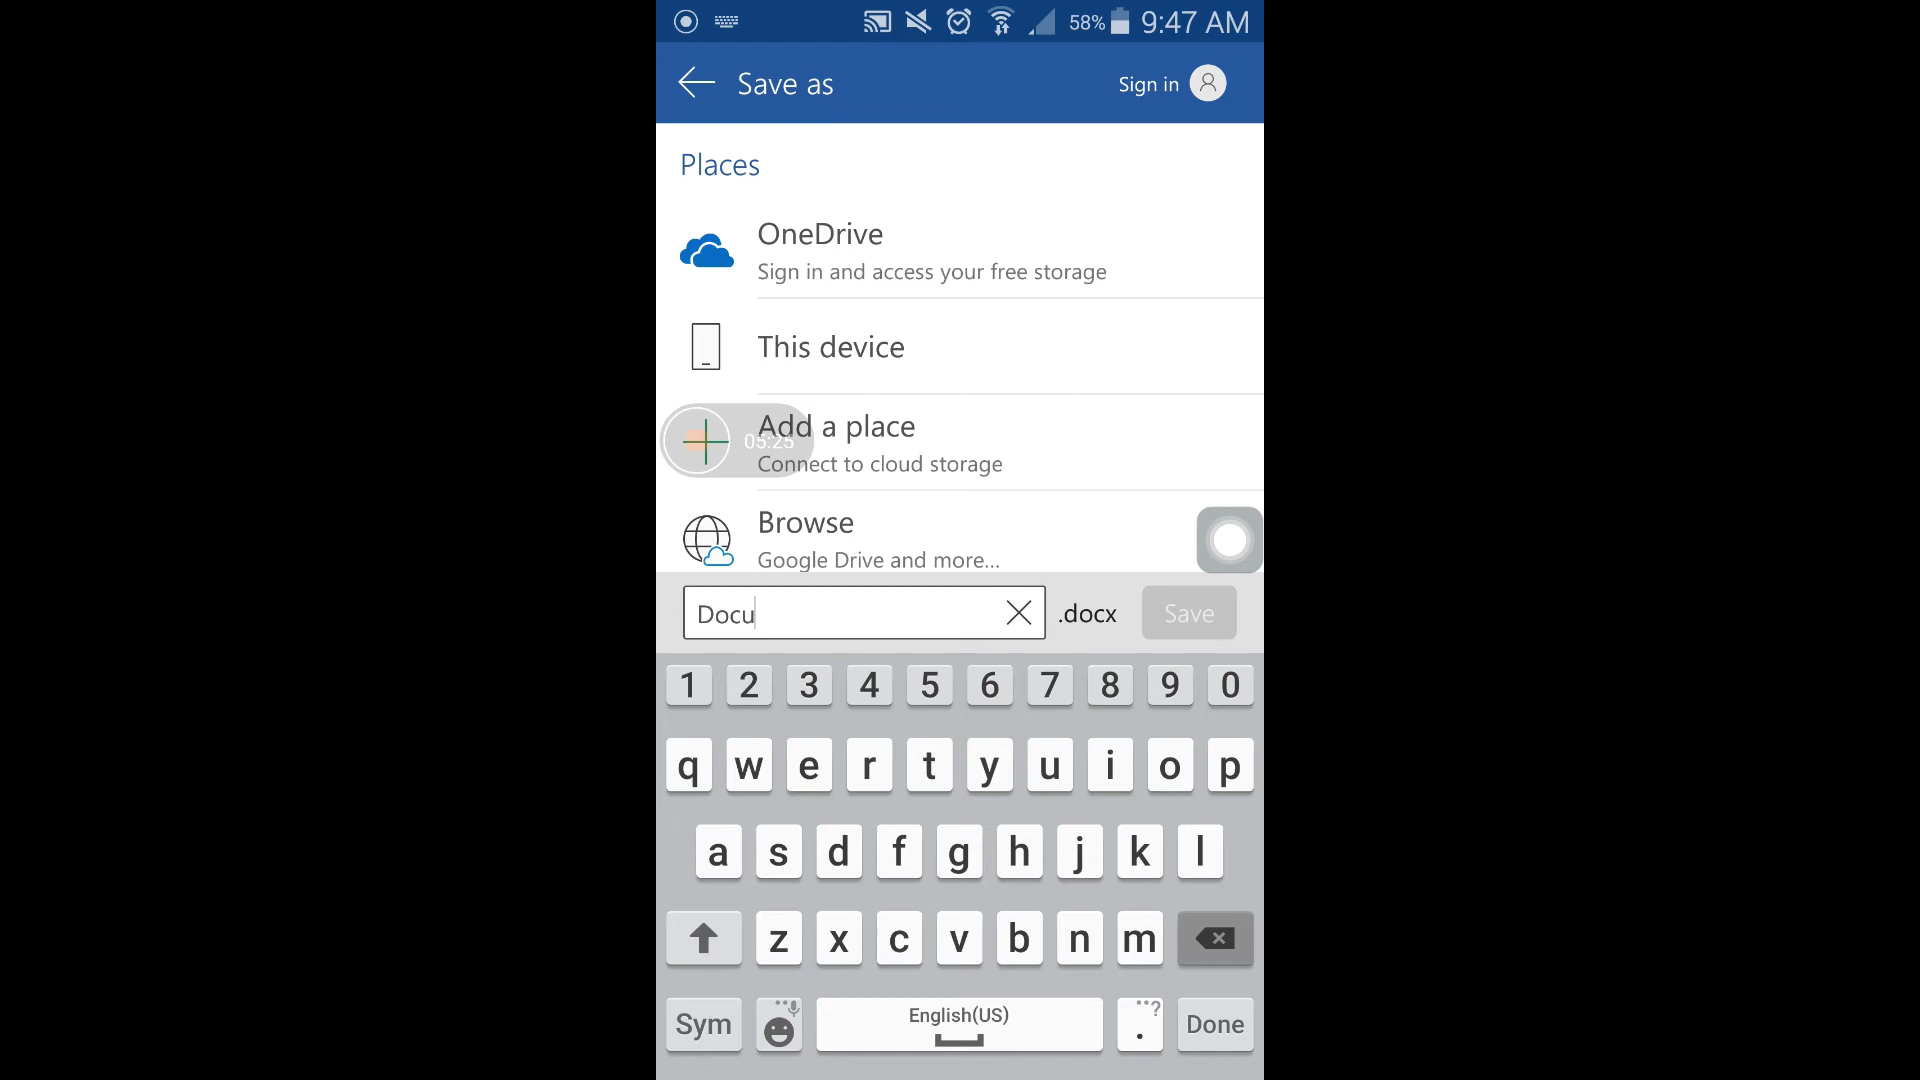 58% 9:47 AM
Save as Sign in
Places
OneDrive
Sign in and access your free storage
This device
Add a place
05:25
Connect to cloud storage
Browse
Google Drive and more...
Docu .docx Save
1 2 3 4 5 6 7 8 9 0
q w e r t y u i o p
a s d f g h j k l
z x c v b n m
Sym English(US) . ? Done